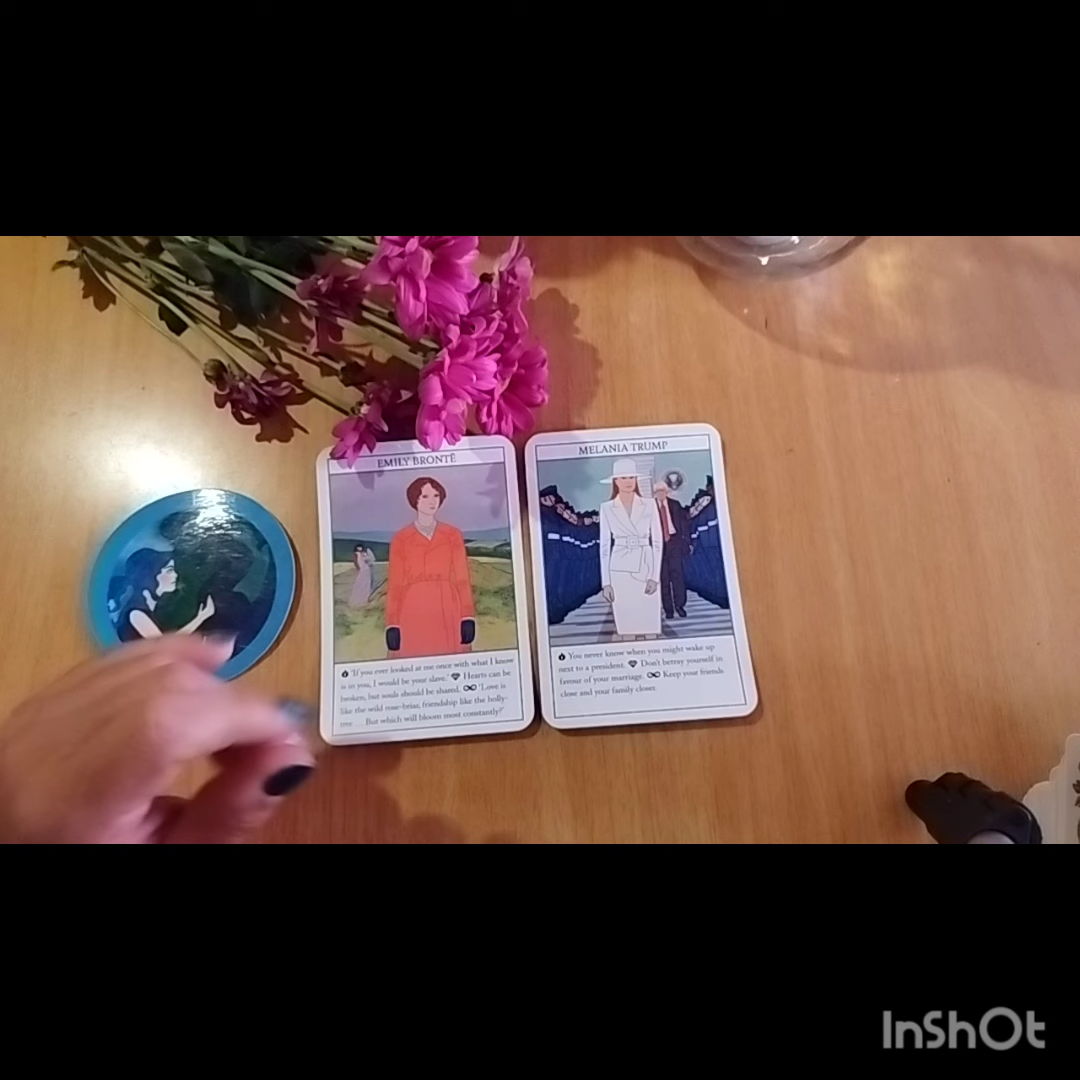 EMILY BRONTË
'If you ever looked at me once with what I know
is in you, I would be your slave.' Hearts can be
broken, but souls should be shared. 'Love is
like the wild rose-briar, friendship like the holly-
tree . . . But which will bloom most constantly?'
MELANIA TRUMP
You never know when you might wake up
next to a president. Don't betray yourself in
favour of your marriage. Keep your friends
close and your family closer.
InShOt